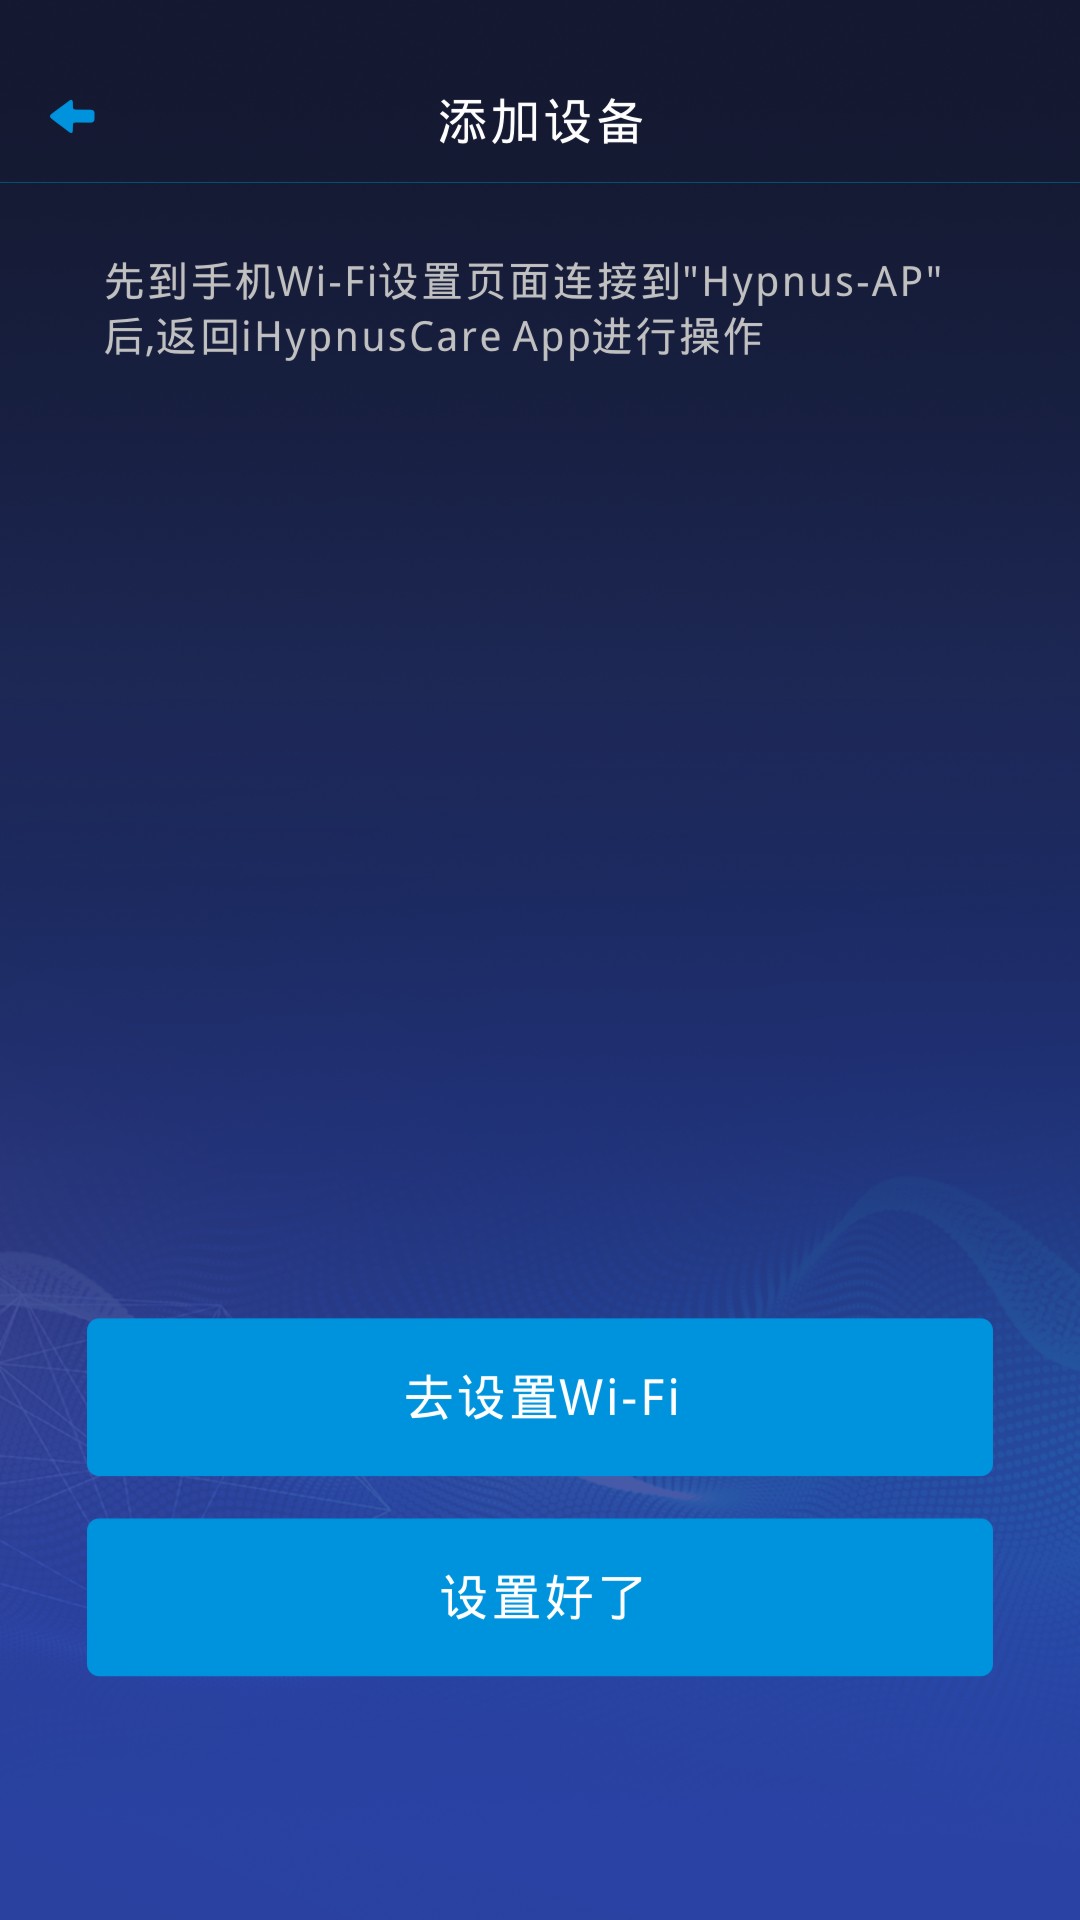 添加设备
先到手机Wi-Fi设置页面连接到"Hypnus-AP"
后,返回iHypnusCare App进行操作
去设置Wi-Fi
设置好了